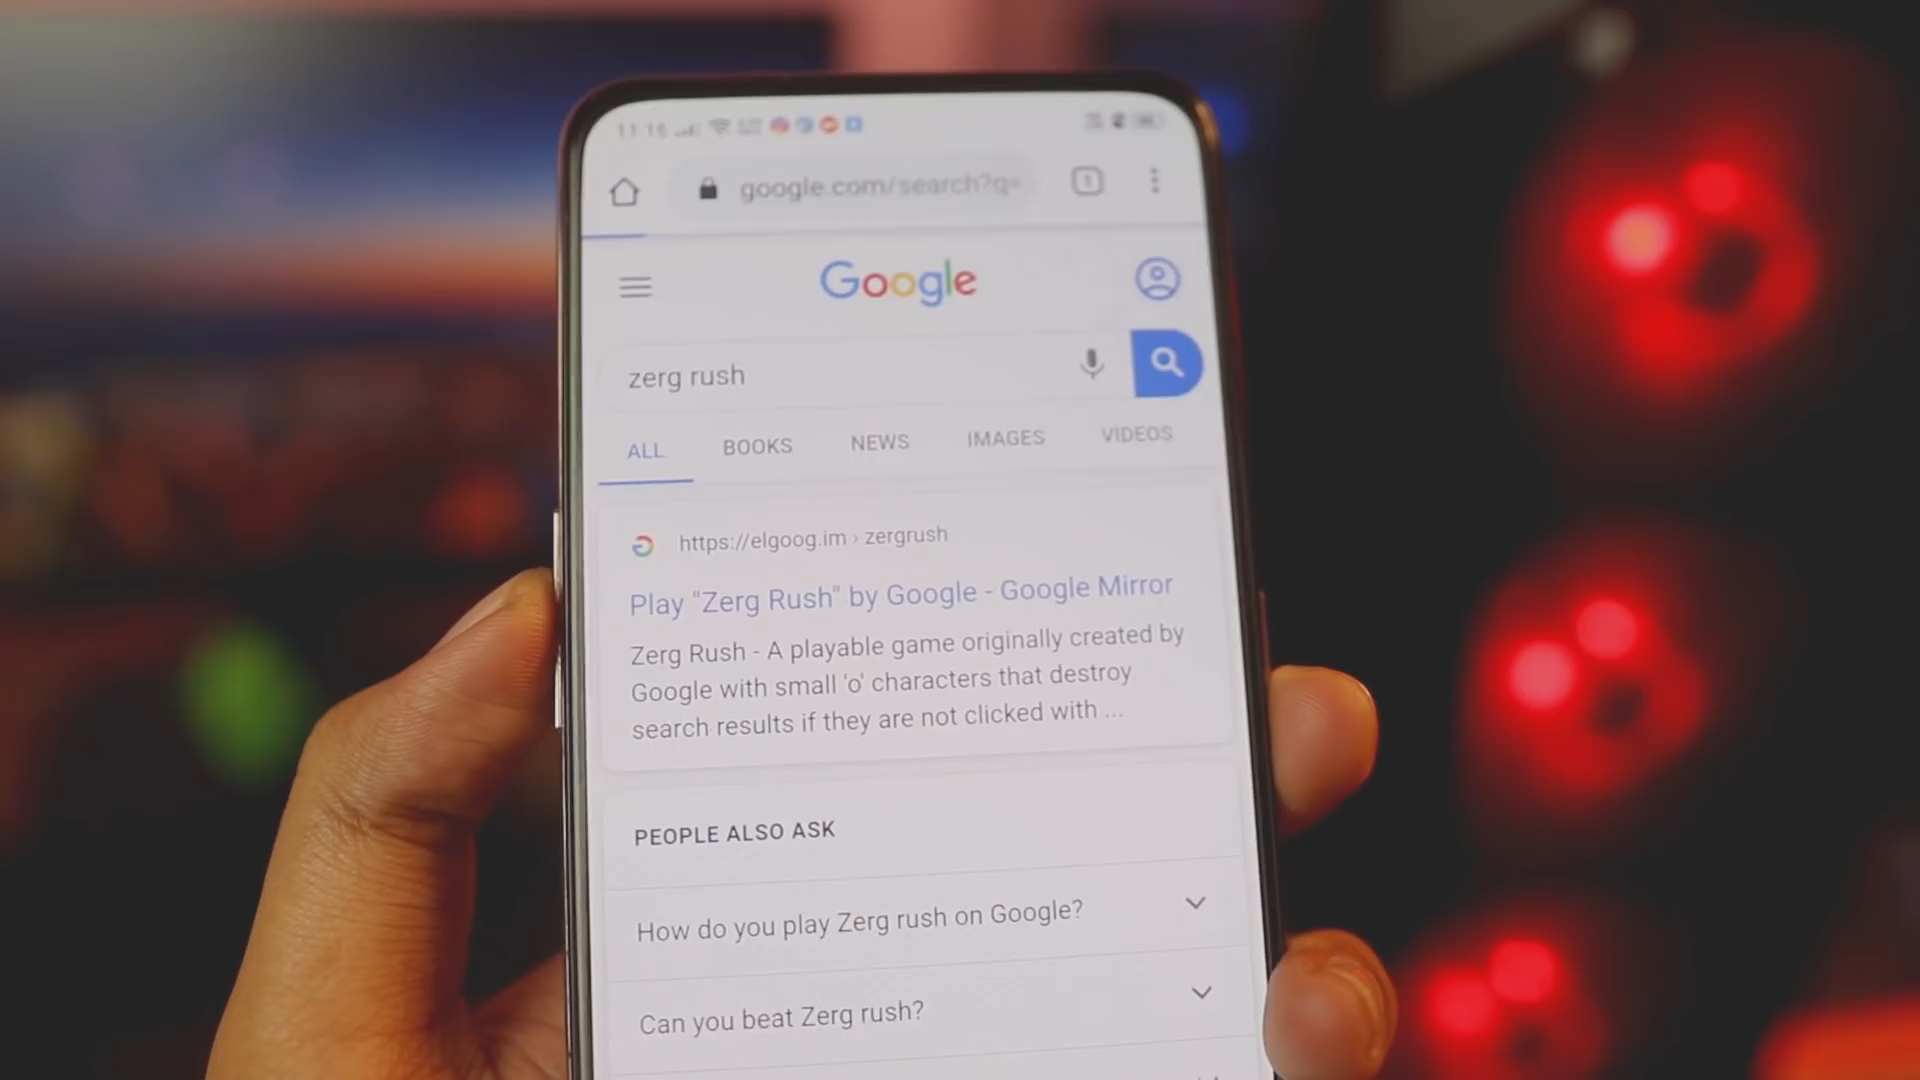 11:16
google.com/search?q=
1
Google
zerg rush
ALL BOOKS NEWS IMAGES VIDEOS
https://elgoog.im › zergrush
Play "Zerg Rush" by Google - Google Mirror
Zerg Rush - A playable game originally created by
Google with small 'o' characters that destroy
search results if they are not clicked with ...
PEOPLE ALSO ASK
How do you play Zerg rush on Google?
Can you beat Zerg rush?